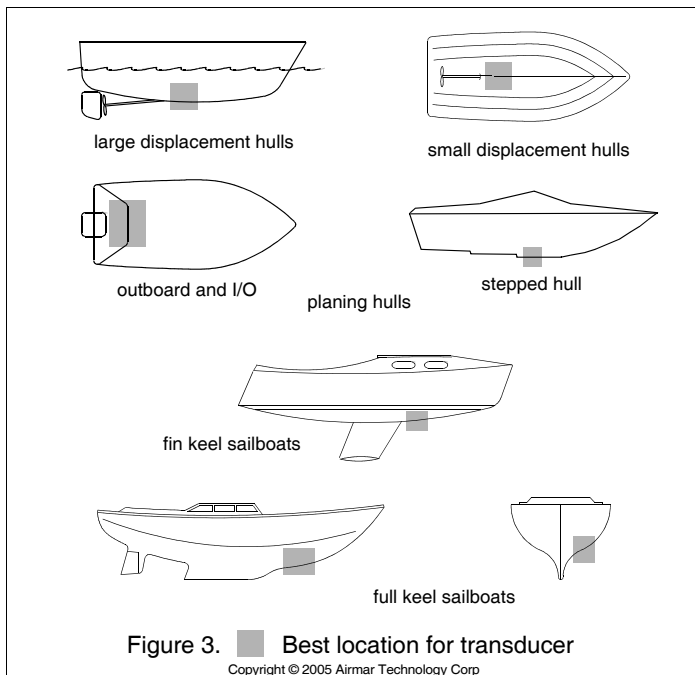 large displacement hulls
small displacement hulls
outboard and I/O
stepped hull
planing hulls
fin keel sailboats
full keel sailboats
Figure 3. Best location for transducer
Copyright © 2005 Airmar Technology Corp